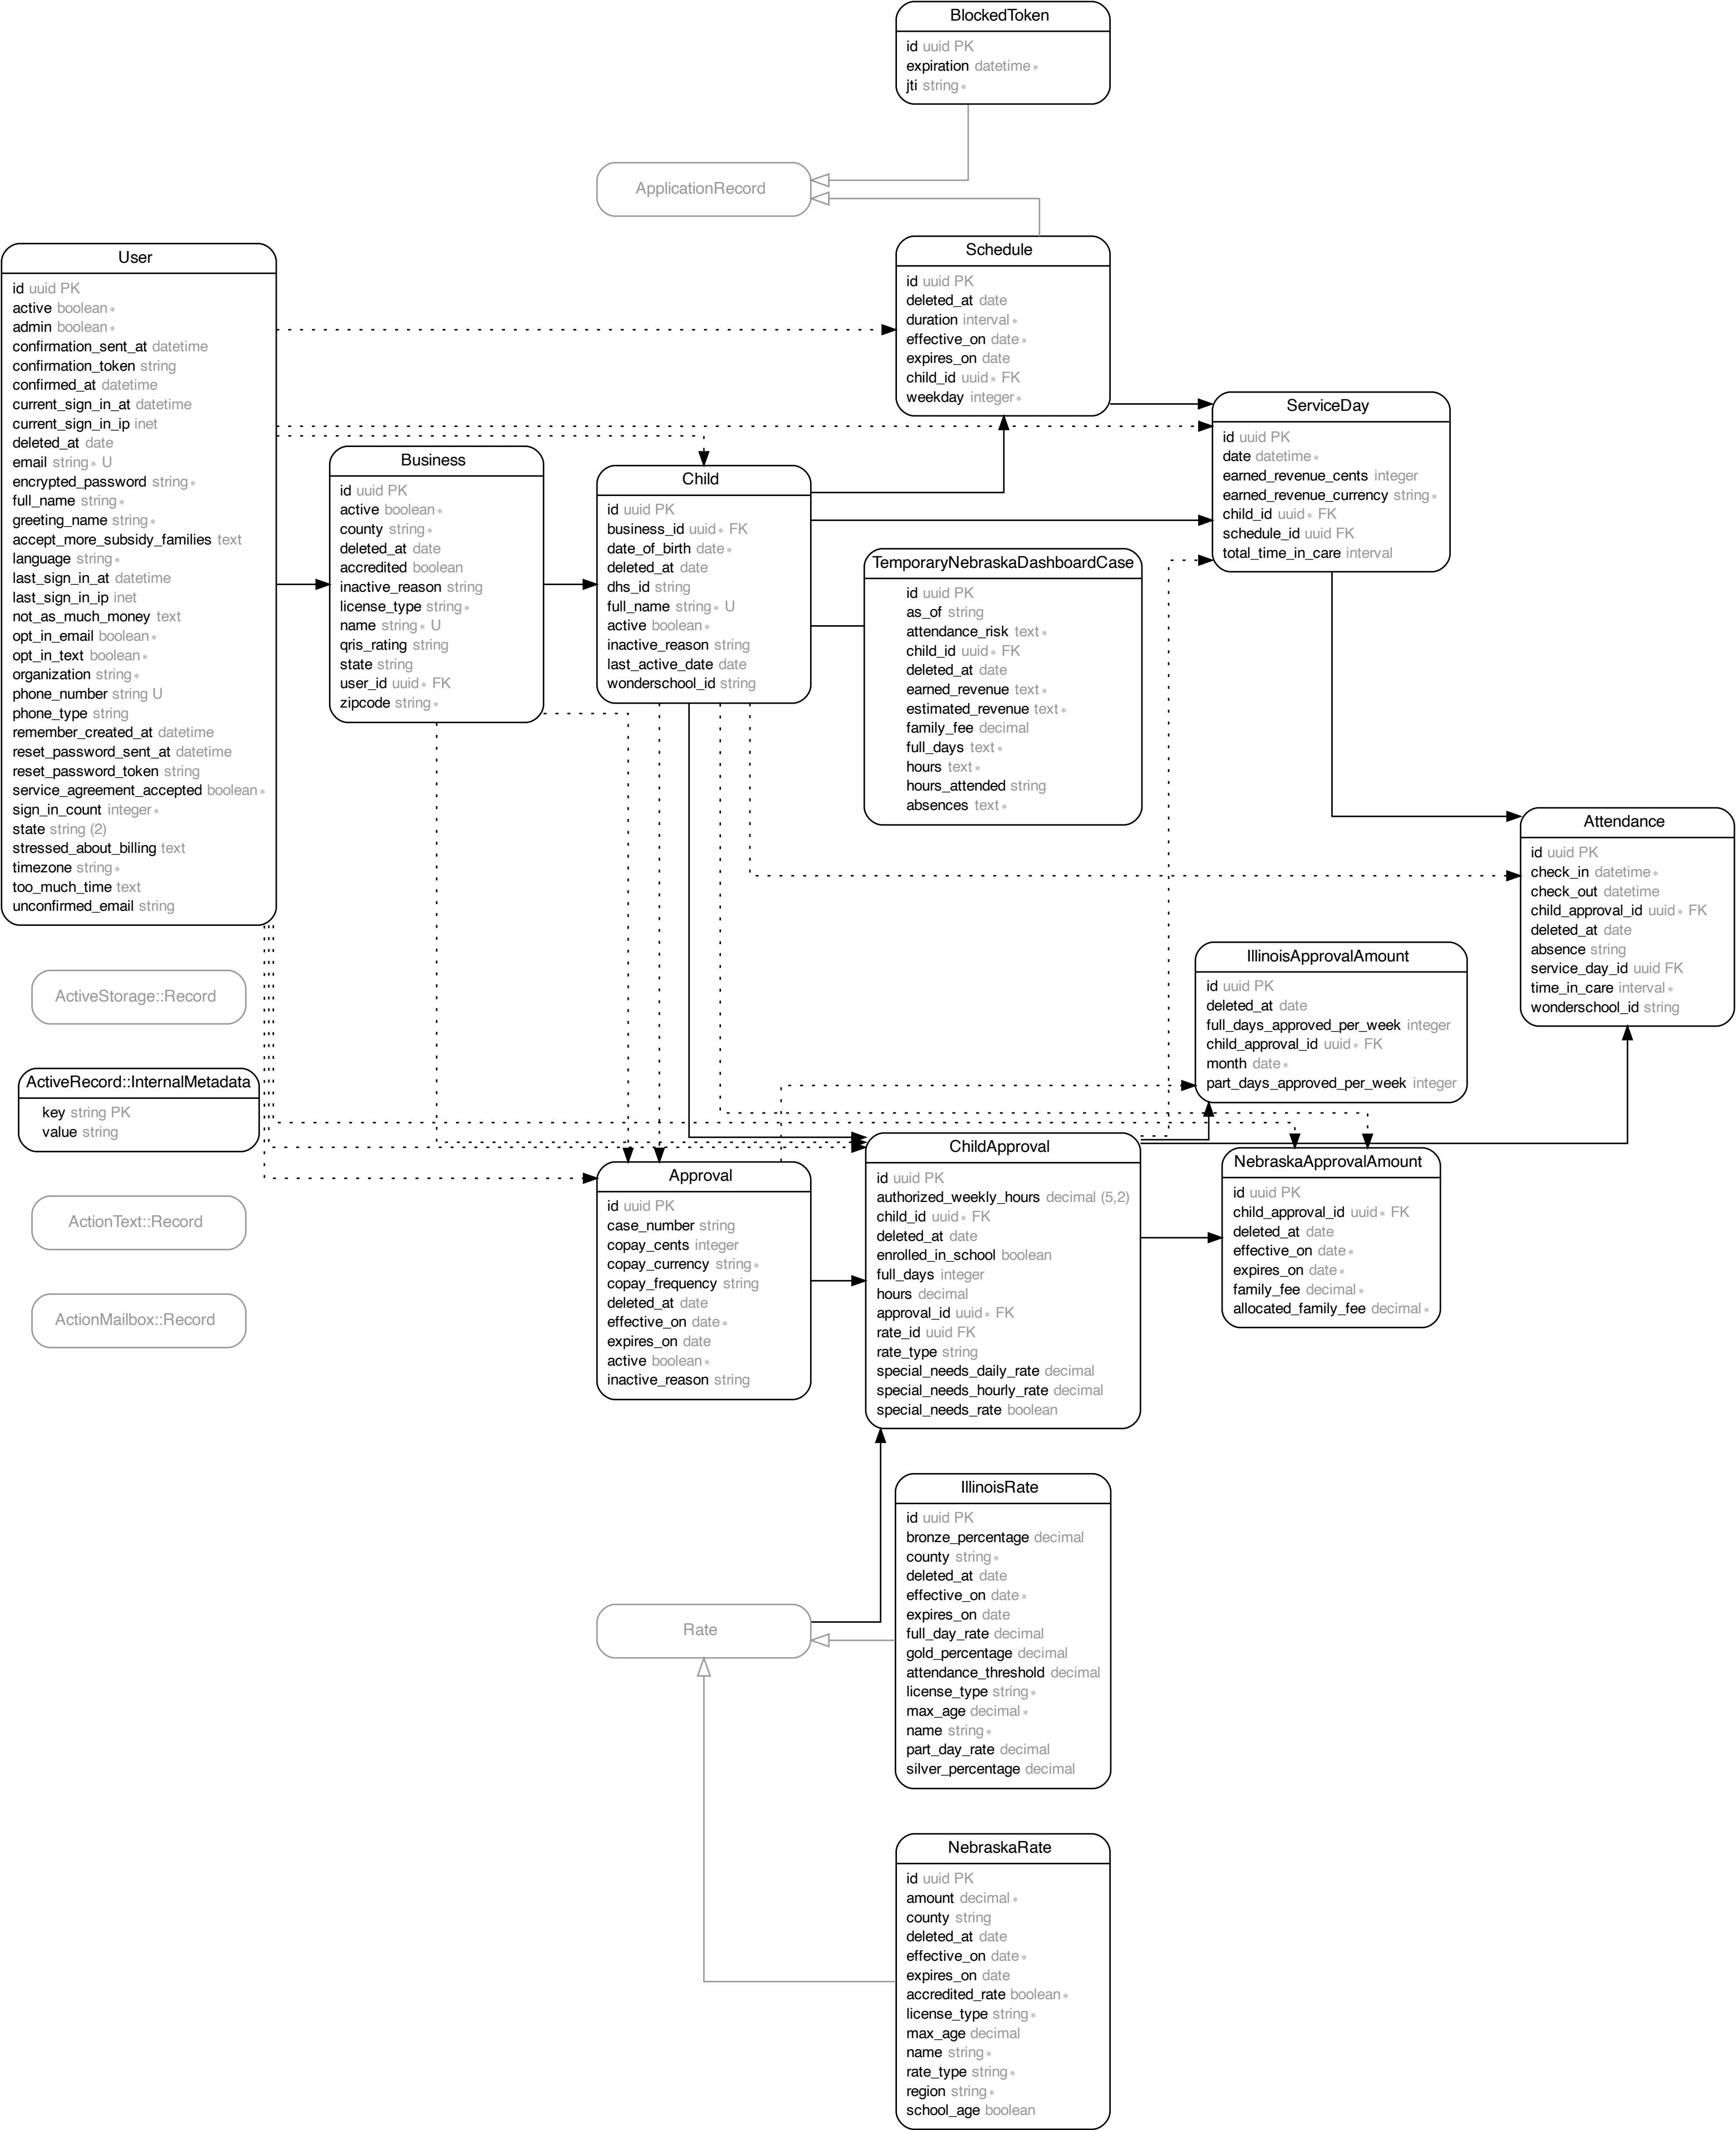 BlockedToken
id uuid PK
expiration datetime *
jti string *
ApplicationRecord
Schedule
id uuid PK
deleted_at date
duration interval *
effective_on date *
expires_on date
child_id uuid * FK
weekday integer *
User
id uuid PK
active boolean *
admin boolean *
confirmation_sent_at datetime
confirmation_token string
confirmed_at datetime
current_sign_in_at datetime
current_sign_in_ip inet
deleted_at date
email string * U
encrypted_password string *
full_name string *
greeting_name string *
accept_more_subsidy_families text
language string *
last_sign_in_at datetime
last_sign_in_ip inet
not_as_much_money text
opt_in_email boolean *
opt_in_text boolean *
organization string *
phone_number string U
phone_type string
remember_created_at datetime
reset_password_sent_at datetime
reset_password_token string
service_agreement_accepted boolean *
sign_in_count integer *
state string (2)
stressed_about_billing text
timezone string *
too_much_time text
unconfirmed_email string
Business
id uuid PK
active boolean *
county string *
deleted_at date
accredited boolean
inactive_reason string
license_type string *
name string * U
qris_rating string
state string
user_id uuid * FK
zipcode string *
Child
id uuid PK
business_id uuid * FK
date_of_birth date *
deleted_at date
dhs_id string
full_name string * U
active boolean *
inactive_reason string
last_active_date date
wonderschool_id string
ServiceDay
id uuid PK
date datetime *
earned_revenue_cents integer
earned_revenue_currency string *
child_id uuid * FK
schedule_id uuid FK
total_time_in_care interval
TemporaryNebraskaDashboardCase
id uuid PK
as_of string
attendance_risk text *
child_id uuid * FK
deleted_at date
earned_revenue text *
estimated_revenue text *
family_fee decimal
full_days text *
hours text *
hours_attended string
absences text *
Attendance
id uuid PK
check_in datetime *
check_out datetime
child_approval_id uuid * FK
deleted_at date
absence string
service_day_id uuid FK
time_in_care interval *
wonderschool_id string
ActiveStorage::Record
IllinoisApprovalAmount
id uuid PK
deleted_at date
full_days_approved_per_week integer
child_approval_id uuid * FK
month date *
part_days_approved_per_week integer
ActiveRecord::InternalMetadata
key string PK
value string
ActionText::Record
ActionMailbox::Record
Approval
id uuid PK
case_number string
copay_cents integer
copay_currency string *
copay_frequency string
deleted_at date
effective_on date *
expires_on date
active boolean *
inactive_reason string
ChildApproval
id uuid PK
authorized_weekly_hours decimal (5,2)
child_id uuid * FK
deleted_at date
enrolled_in_school boolean
full_days integer
hours decimal
approval_id uuid * FK
rate_id uuid FK
rate_type string
special_needs_daily_rate decimal
special_needs_hourly_rate decimal
special_needs_rate boolean
NebraskaApprovalAmount
id uuid PK
child_approval_id uuid * FK
deleted_at date
effective_on date *
expires_on date *
family_fee decimal *
allocated_family_fee decimal *
Rate
IllinoisRate
id uuid PK
bronze_percentage decimal
county string *
deleted_at date
effective_on date *
expires_on date
full_day_rate decimal
gold_percentage decimal
attendance_threshold decimal
license_type string *
max_age decimal *
name string *
part_day_rate decimal
silver_percentage decimal
NebraskaRate
id uuid PK
amount decimal *
county string
deleted_at date
effective_on date *
expires_on date
accredited_rate boolean *
license_type string *
max_age decimal
name string *
rate_type string *
region string *
school_age boolean